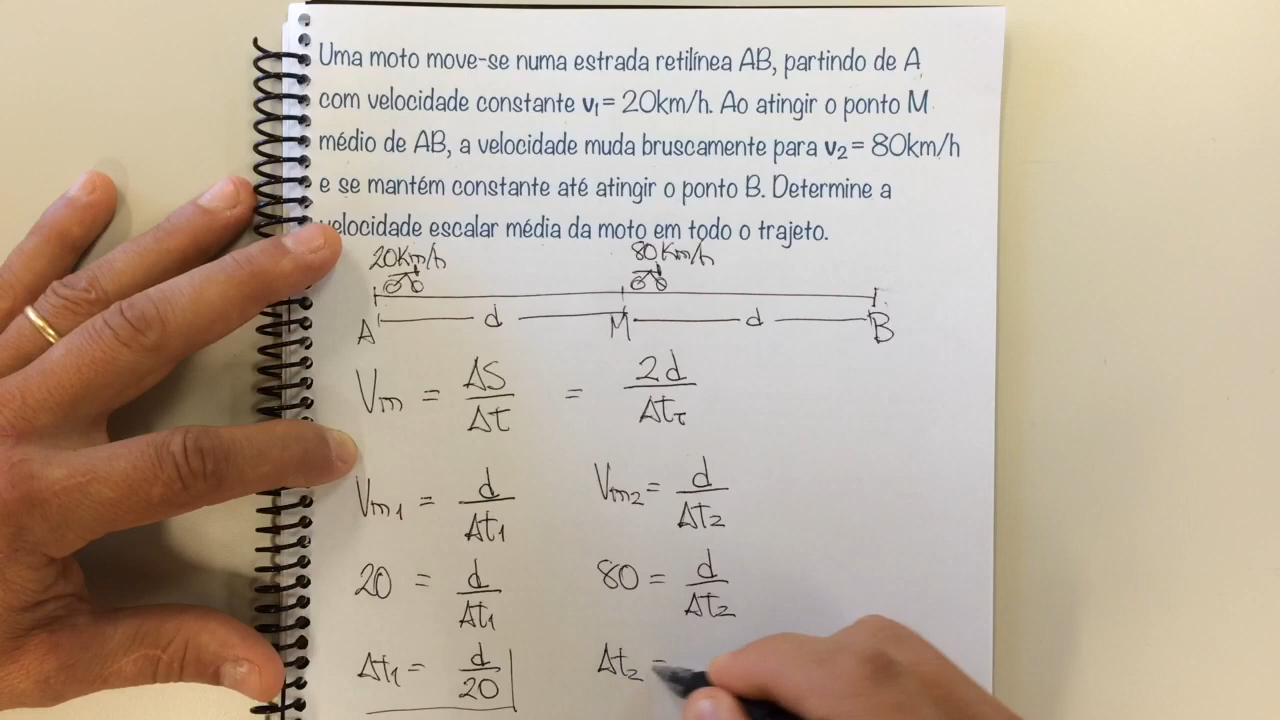 Uma moto move-se numa estrada retilínea AB, partindo de A
com velocidade constante v₁= 20km/h. Ao atingir o ponto M
médio de AB, a velocidade muda bruscamente para v₂ = 80km/h
e se mantém constante até atingir o ponto B. Determine a
velocidade escalar média da moto em todo o trajeto.
20Km/h 80Km/h
A d M d B
Vm = ΔS/Δt = 2d/ΔtT
Vm1 = d/Δt1 Vm2 = d/Δt2
20 = d/Δt1 80 = d/Δt2
Δt1 = d/20 Δt2 =